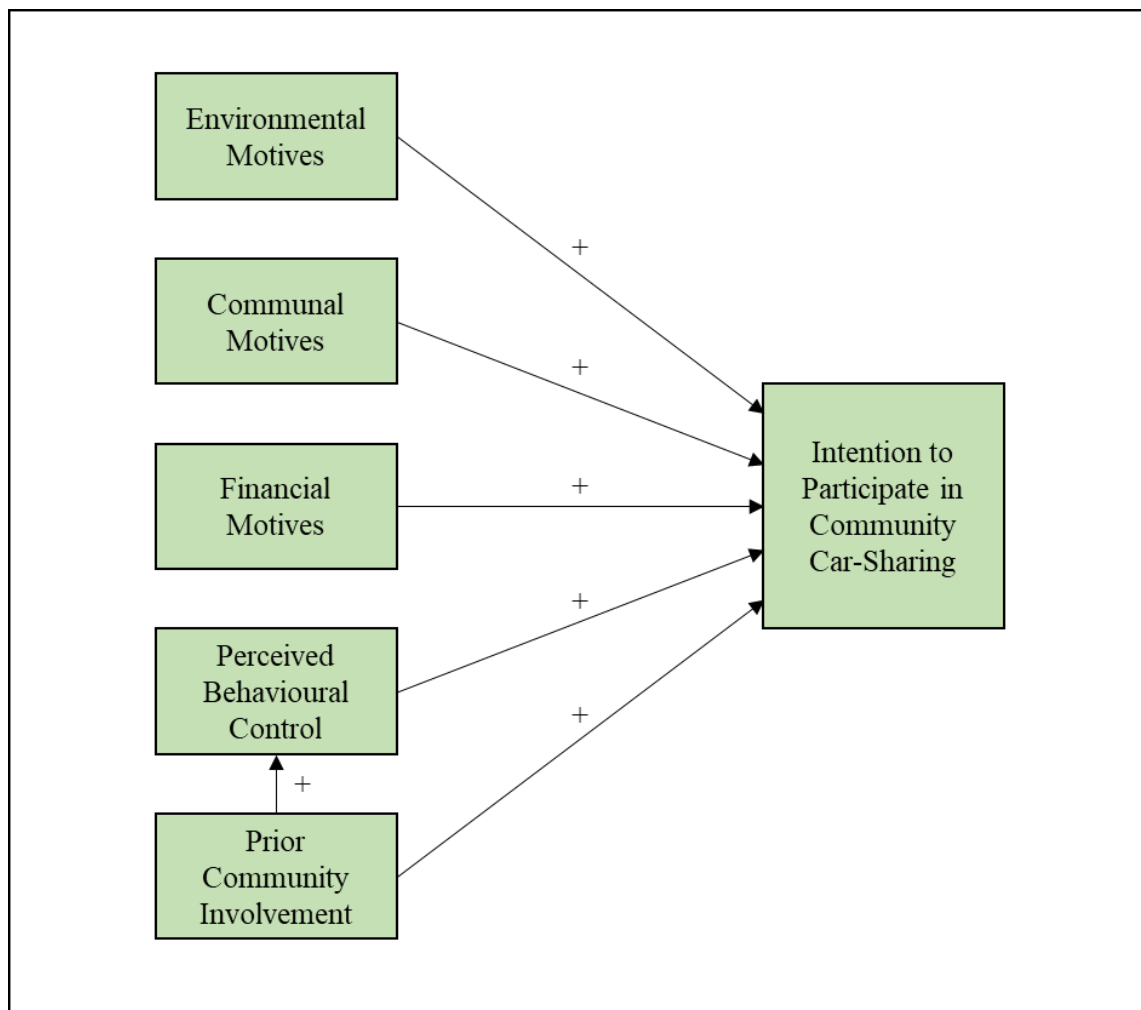 Environmental
Motives
+
Communal
Motives
+
Financial
Motives
+
Intention to
Participate in
Community
Car-Sharing
Perceived
Behavioural
Control
+
+
+
Prior
Community
Involvement